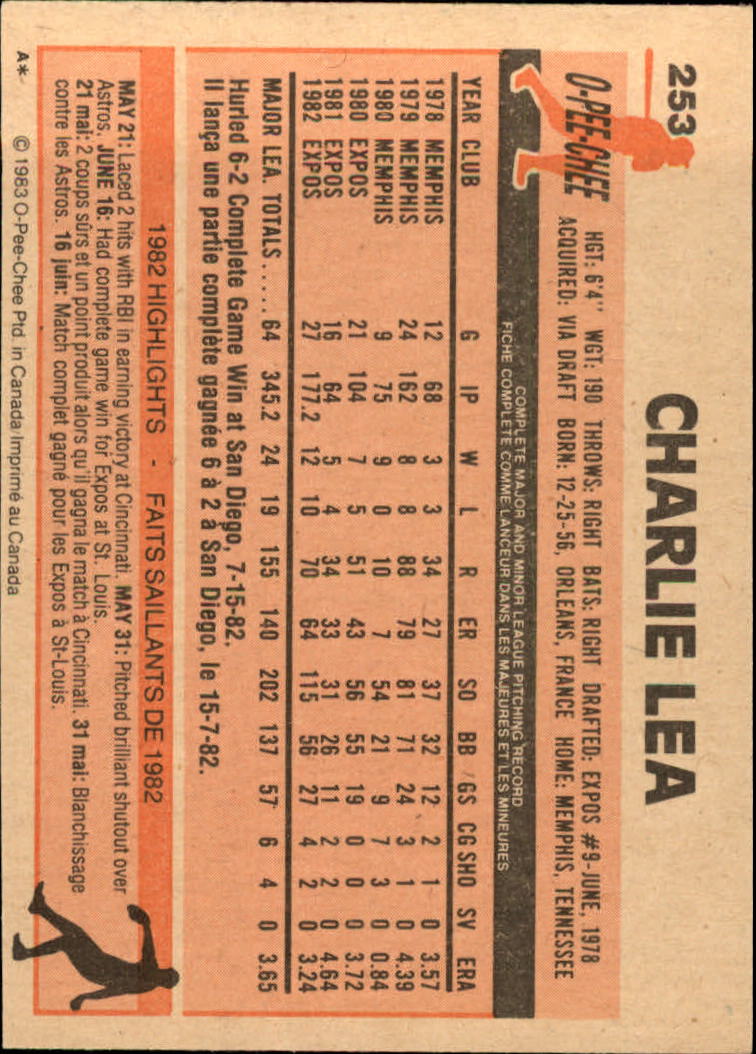 253
CHARLIE LEA
O-PEE-CHEE
HGT: 6'4" WGT: 190 THROWS: RIGHT BATS: RIGHT DRAFTED: EXPOS #9-JUNE, 1978
ACQUIRED: VIA DRAFT BORN: 12-25-56, ORLEANS, FRANCE HOME: MEMPHIS, TENNESSEE
COMPLETE MAJOR AND MINOR LEAGUE PITCHING RECORD
FICHE COMPLÈTE COMME LANCEUR DANS LES MAJEURES ET LES MINEURES
YEAR CLUB G IP W L R ER SO BB GS CG SHO SV ERA
1978 MEMPHIS 12 68 3 3 34 27 37 32 12 2 1 0 3.57
1979 MEMPHIS 24 162 8 8 88 79 81 71 24 3 1 0 4.39
1980 MEMPHIS 9 75 9 0 10 7 54 21 9 7 3 0 0.84
1980 EXPOS 21 104 7 5 51 43 56 55 19 0 0 0 3.72
1981 EXPOS 16 64 5 4 34 33 31 26 11 2 2 0 4.64
1982 EXPOS 27 177.2 12 10 70 64 115 56 27 4 2 0 3.24
MAJOR LEA. TOTALS ..... 64 345.2 24 19 155 140 202 137 57 6 4 0 3.65
Hurled 6-2 Complete Game Win at San Diego, 7-15-82.
Il lança une partie complète gagnée 6 à 2 à San Diego, le 15-7-82.
1982 HIGHLIGHTS - FAITS SAILLANTS DE 1982
MAY 21: Laced 2 hits with RBI in earning victory at Cincinnati. MAY 31: Pitched brilliant shutout over
Astros. JUNE 16: Had complete game win for Expos at St. Louis.
21 mai: 2 coups sûrs et un point produit alors qu'il gagna le match à Cincinnati. 31 mai: Blanchissage
contre les Astros. 16 juin: Match complet gagné pour les Expos à St-Louis.
A* © 1983 O-Pee-Chee Ptd. in Canada/Imprimé au Canada